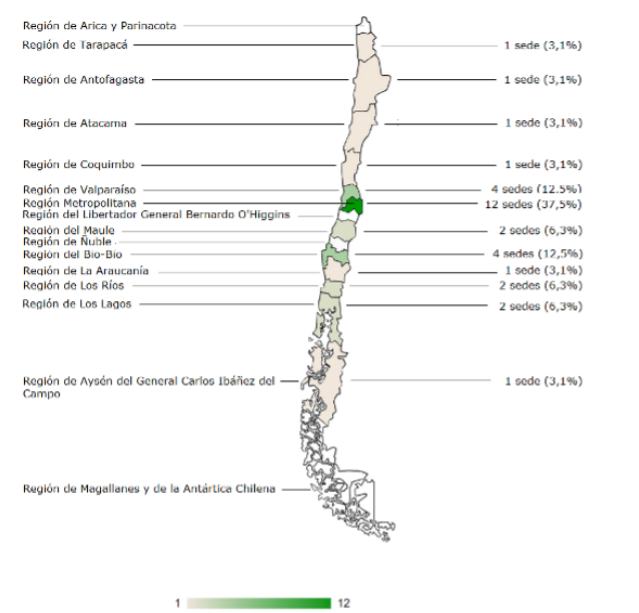 Región de Arica y Parinacota
Región de Tarapacá 1 sede (3,1%)
Región de Antofagasta 1 sede (3,1%)
Región de Atacama 1 sede (3,1%)
Región de Coquimbo 1 sede (3,1%)
Región de Valparaíso 4 sedes (12,5%)
Región Metropolitana 12 sedes (37,5%)
Región del Libertador General Bernardo O'Higgins
Región del Maule 2 sedes (6,3%)
Región de Ñuble
Región del Bio-Bio 4 sedes (12,5%)
Región de La Araucanía 1 sede (3,1%)
Región de Los Ríos 2 sedes (6,3%)
Región de Los Lagos 2 sedes (6,3%)
Región de Aysén del General Carlos Ibáñez del 1 sede (3,1%)
Campo
Región de Magallanes y de la Antártica Chilena
1 12